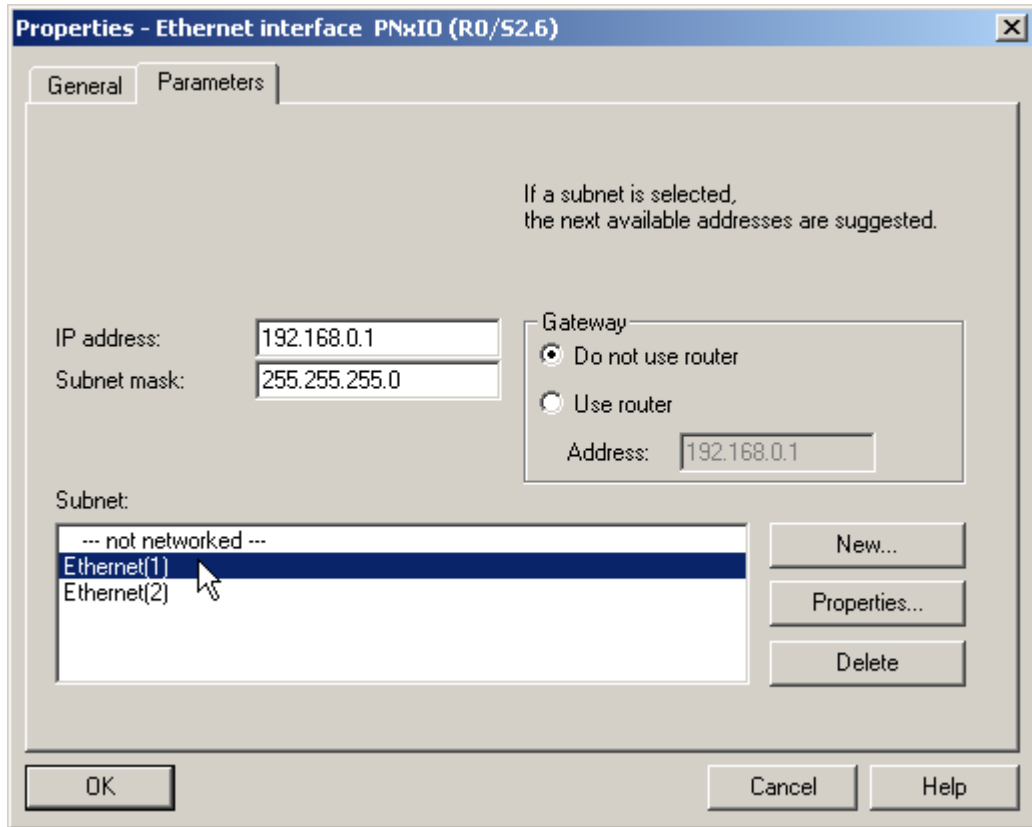 Properties - Ethernet interface PNxIO (R0/S2.6)
General
Parameters
If a subnet is selected,
the next available addresses are suggested.
IP address:
192.168.0.1
Subnet mask:
255.255.255.0
Gateway
Do not use router
Use router
Address:
192.168.0.1
Subnet:
--- not networked ---
Ethernet(1)
Ethernet(2)
New...
Properties...
Delete
OK
Cancel
Help